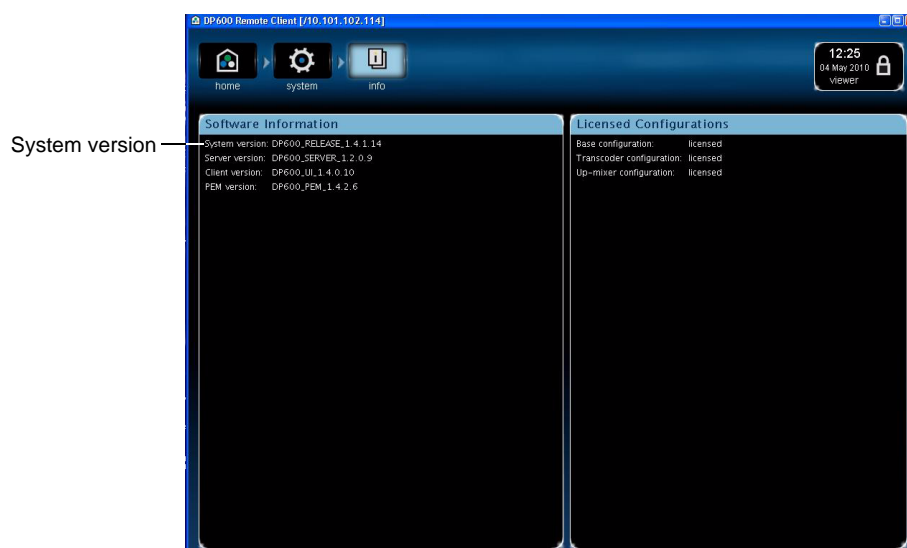 DP600 Remote Client [/10.101.102.114]
home
system
info
12:25
04 May 2010
viewer
System version
Software Information
System version: DP600_RELEASE_1.4.1.14
Server version: DP600_SERVER_1.2.0.9
Client version: DP600_UI_1.4.0.10
PEM version: DP600_PEM_1.4.2.6
Licensed Configurations
Base configuration: licensed
Transcoder configuration: licensed
Up-mixer configuration: licensed